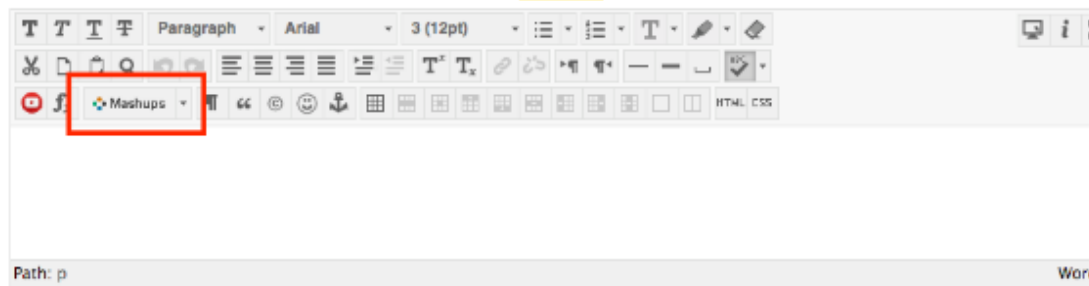 T T T T Paragraph Arial 3 (12pt) T
T T
Mashups HTML CSS
Path: p Wor